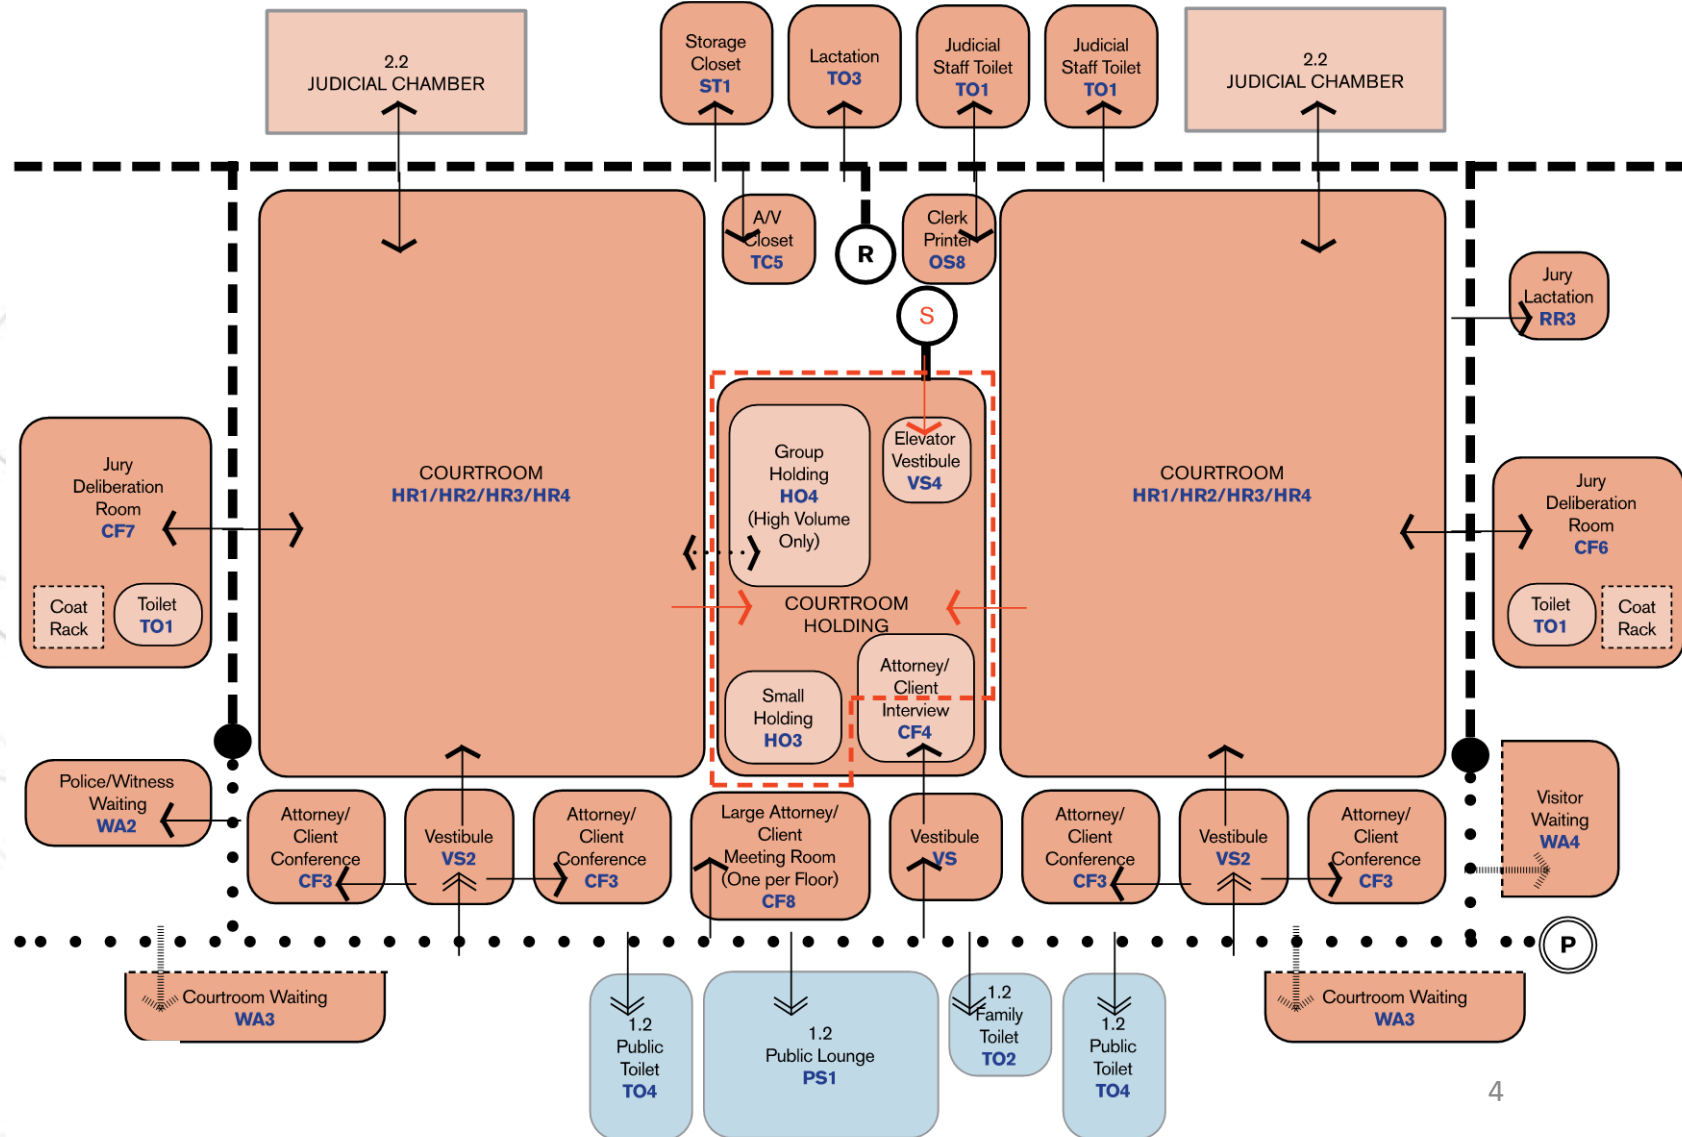 2.2
JUDICIAL CHAMBER
Storage
Closet
ST1
Lactation
TO3
Judicial
Staff Toilet
TO1
Judicial
Staff Toilet
TO1
2.2
JUDICIAL CHAMBER
A/V
Closet
TC5
R
Clerk
Printer
OS8
S
Jury
Lactation
RR3
Jury
Deliberation
Room
CF7
Coat
Rack
Toilet
TO1
COURTROOM
HR1/HR2/HR3/HR4
Group
Holding
HO4
(High Volume
Only)
Elevator
Vestibule
VS4
COURTROOM
HOLDING
Small
Holding
HO3
Attorney/
Client
Interview
CF4
COURTROOM
HR1/HR2/HR3/HR4
Jury
Deliberation
Room
CF6
Toilet
TO1
Coat
Rack
Police/Witness
Waiting
WA2
Attorney/
Client
Conference
CF3
Vestibule
VS2
Attorney/
Client
Conference
CF3
Large Attorney/
Client
Meeting Room
(One per Floor)
CF8
Vestibule
VS
Attorney/
Client
Conference
CF3
Vestibule
VS2
Attorney/
Client
Conference
CF3
Visitor
Waiting
WA4
P
Courtroom Waiting
WA3
1.2
Public
Toilet
TO4
1.2
Public Lounge
PS1
1.2
Family
Toilet
TO2
1.2
Public
Toilet
TO4
Courtroom Waiting
WA3
4